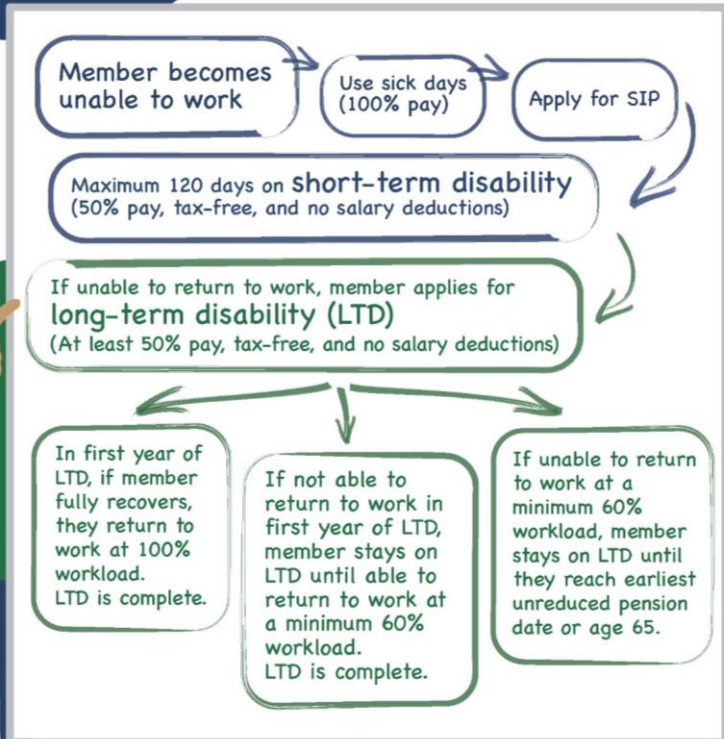 Member becomes
unable to work
Use sick days
(100% pay)
Apply for SIP
Maximum 120 days on short-term disability
(50% pay, tax-free, and no salary deductions)
If unable to return to work, member applies for
long-term disability (LTD)
(At least 50% pay, tax-free, and no salary deductions)
In first year of
LTD, if member
fully recovers,
they return to
work at 100%
workload.
LTD is complete.
If not able to
return to work in
first year of LTD,
member stays on
LTD until able to
return to work at
a minimum 60%
workload.
LTD is complete.
If unable to return
to work at a
minimum 60%
workload, member
stays on LTD until
they reach earliest
unreduced pension
date or age 65.